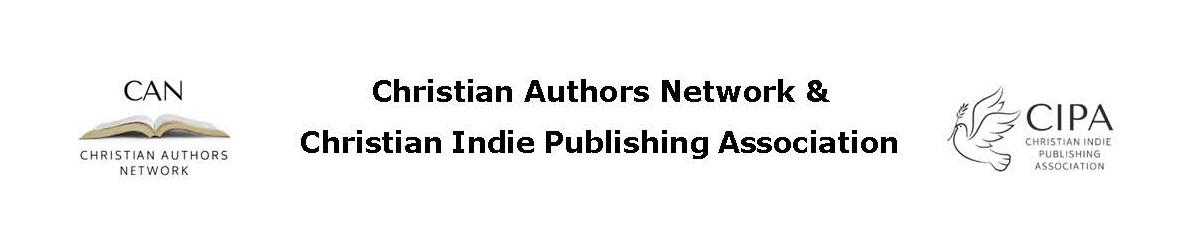 CAN
CHRISTIAN AUTHORS
NETWORK
Christian Authors Network &
Christian Indie Publishing Association
CIPA
CHRISTIAN INDIE
PUBLISHING
ASSOCIATION